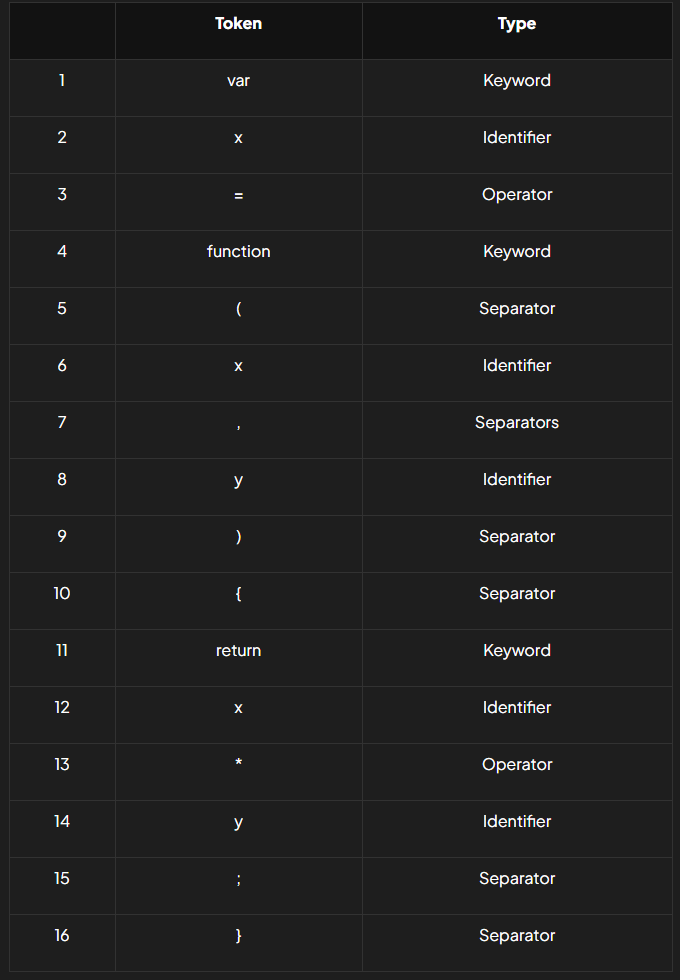 Token Type
1 var Keyword
2 x Identifier
3 = Operator
4 function Keyword
5 ( Separator
6 x Identifier
7 , Separators
8 y Identifier
9 ) Separator
10 { Separator
11 return Keyword
12 x Identifier
13 * Operator
14 y Identifier
15 ; Separator
16 } Separator